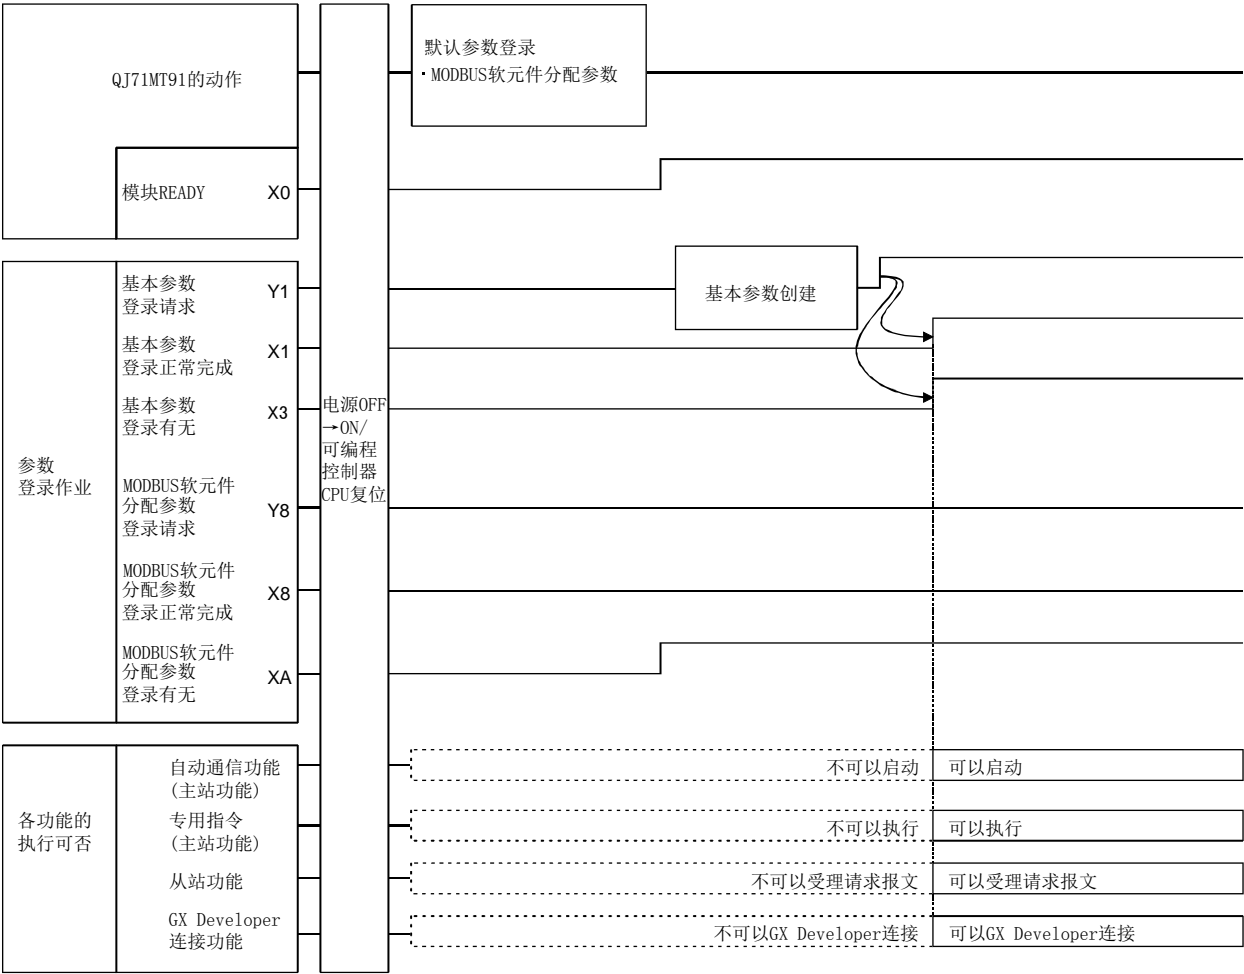 默认参数登录
・MODBUS软元件分配参数
QJ71MT91的动作
模块READY X0
基本参数
登录请求 Y1
基本参数创建
基本参数
登录正常完成 X1
基本参数
登录有无 X3
电源OFF
→ON/
可编程
控制器
CPU复位
参数
登录作业
MODBUS软元件
分配参数
登录请求 Y8
MODBUS软元件
分配参数
登录正常完成 X8
MODBUS软元件
分配参数
登录有无 XA
各功能的
执行可否
自动通信功能
(主站功能)
不可以启动 可以启动
专用指令
(主站功能)
不可以执行 可以执行
从站功能
不可以受理请求报文 可以受理请求报文
GX Developer
连接功能
不可以GX Developer连接 可以GX Developer连接